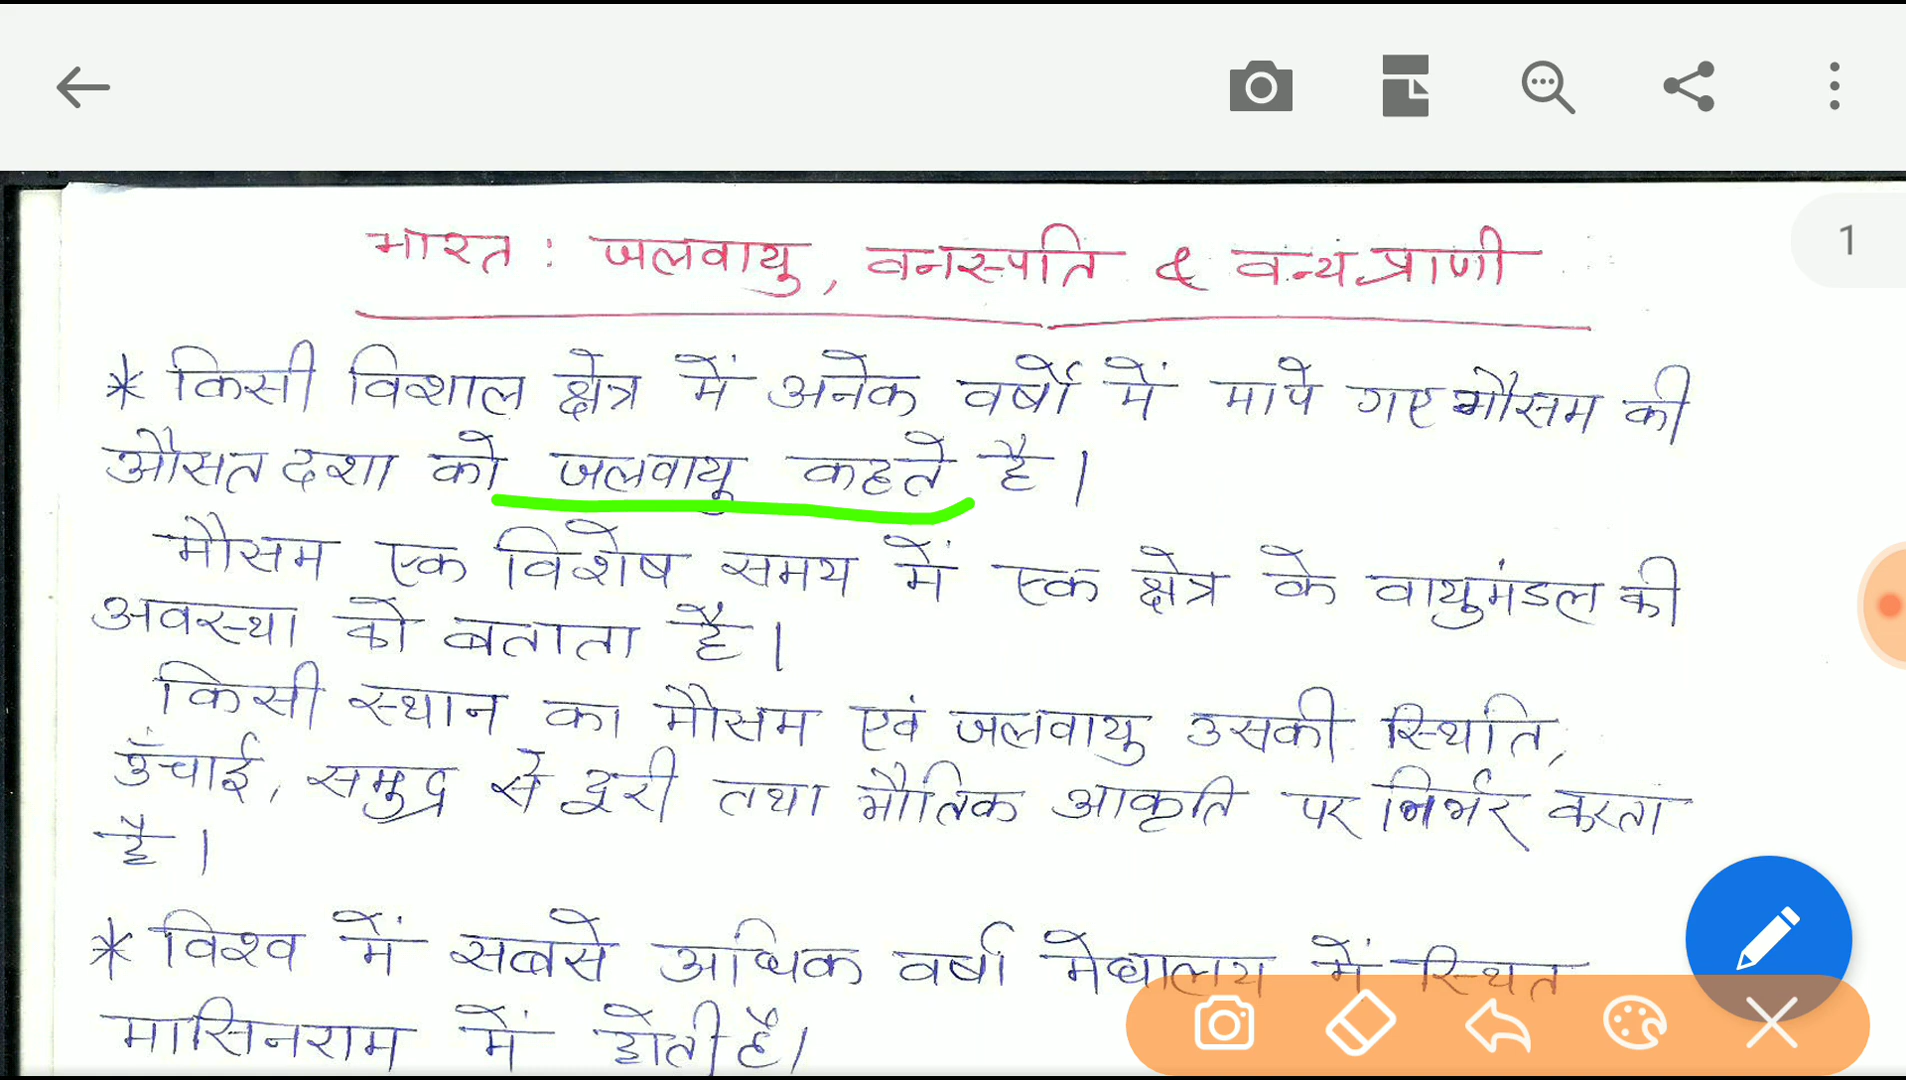 1
भारत : जलवायु, वनस्पति & वन्य प्राणी
* किसी विशाल क्षेत्र में अनेक वर्षो में मापे गए मौसम की
औसत दशा को जलवायु कहते है।
मौसम एक विशेष समय में एक क्षेत्र के वायुमंडल की
अवस्था को बताता है।
किसी स्थान का मौसम एवं जलवायु उसकी स्थिति,
उँचाई, समुद्र से दूरी तथा भौतिक आकृति पर निर्भर करता
है।
* विश्व में सबसे अधिक वर्षा मेघालय में स्थित
मासिनराम में होती है।